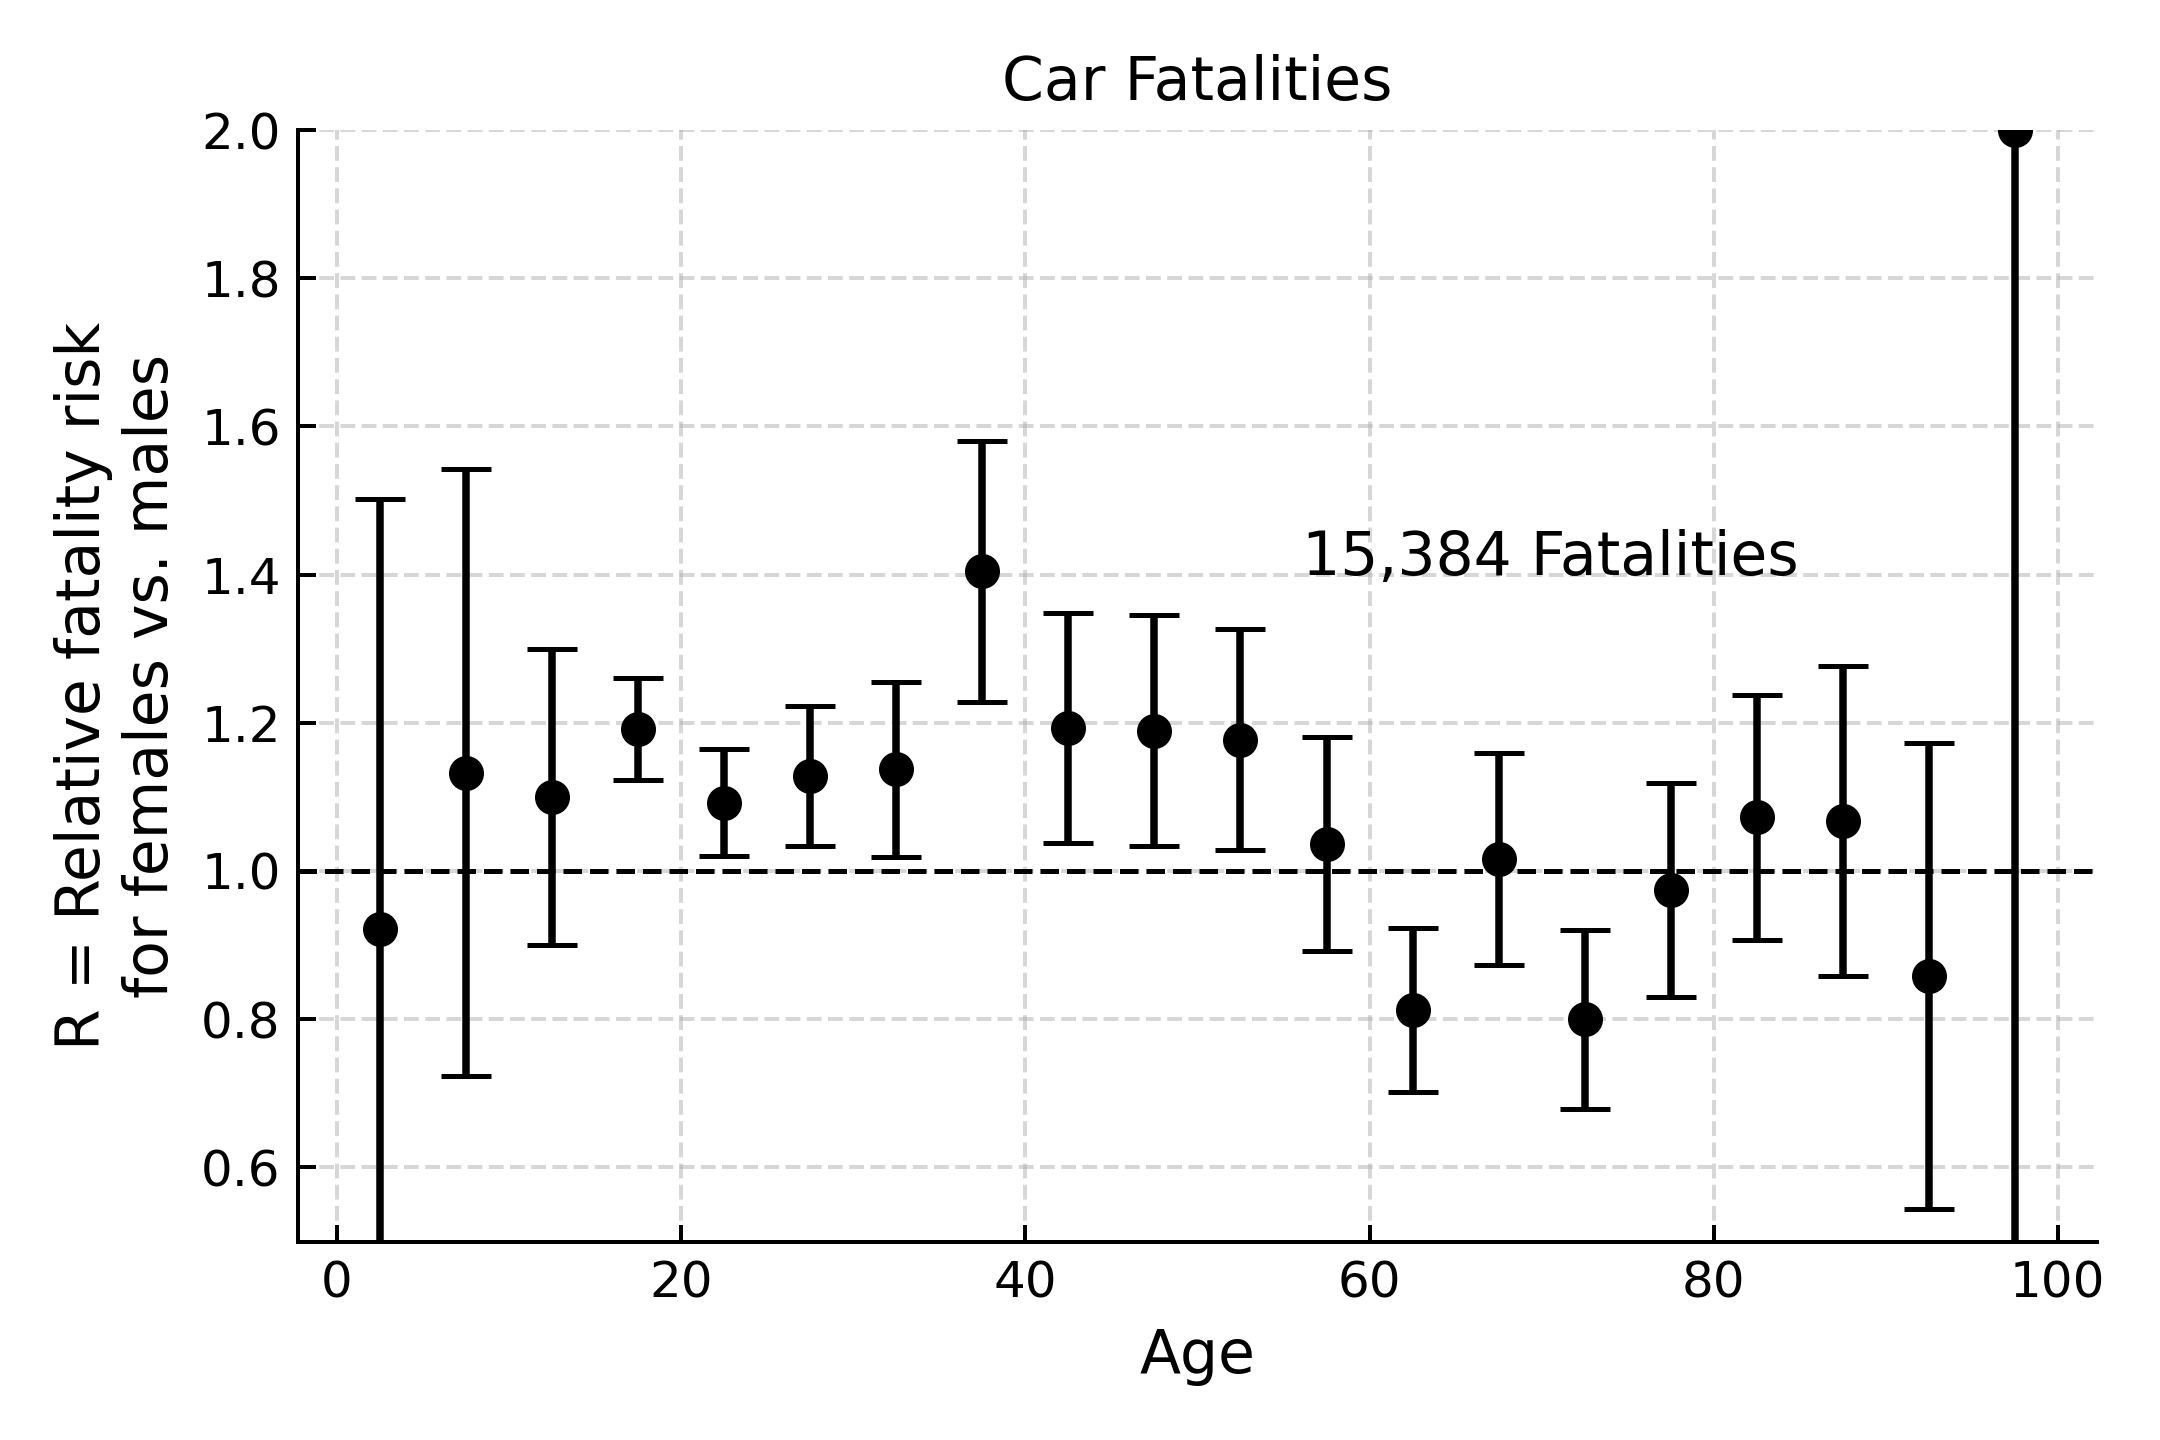 Car Fatalities
R = Relative fatality risk
for females vs. males
2.0
1.8
1.6
1.4
1.2
1.0
0.8
0.6
15,384 Fatalities
0 20 40 60 80 100
Age